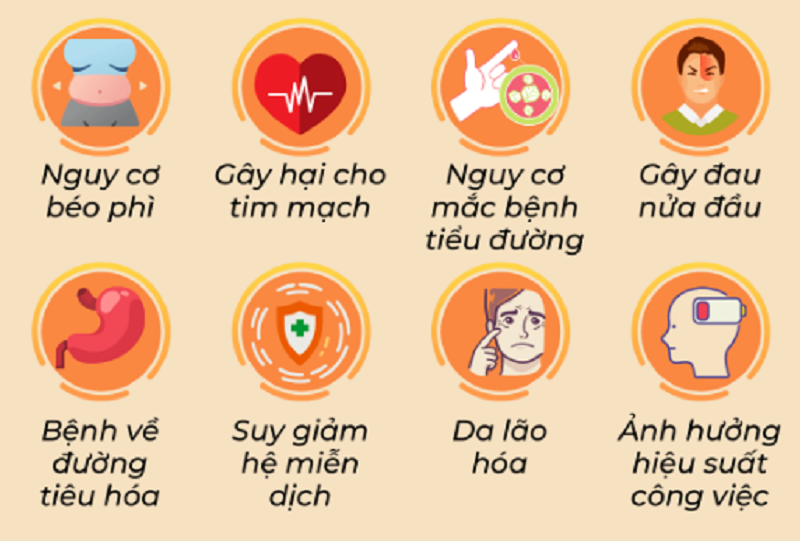 Nguy cơ
béo phì
Gây hại cho
tim mạch
Nguy cơ
mắc bệnh
tiểu đường
Gây đau
nửa đầu
Bệnh về
đường
tiêu hóa
Suy giảm
hệ miễn
dịch
Da lão
hóa
Ảnh hưởng
hiệu suất
công việc